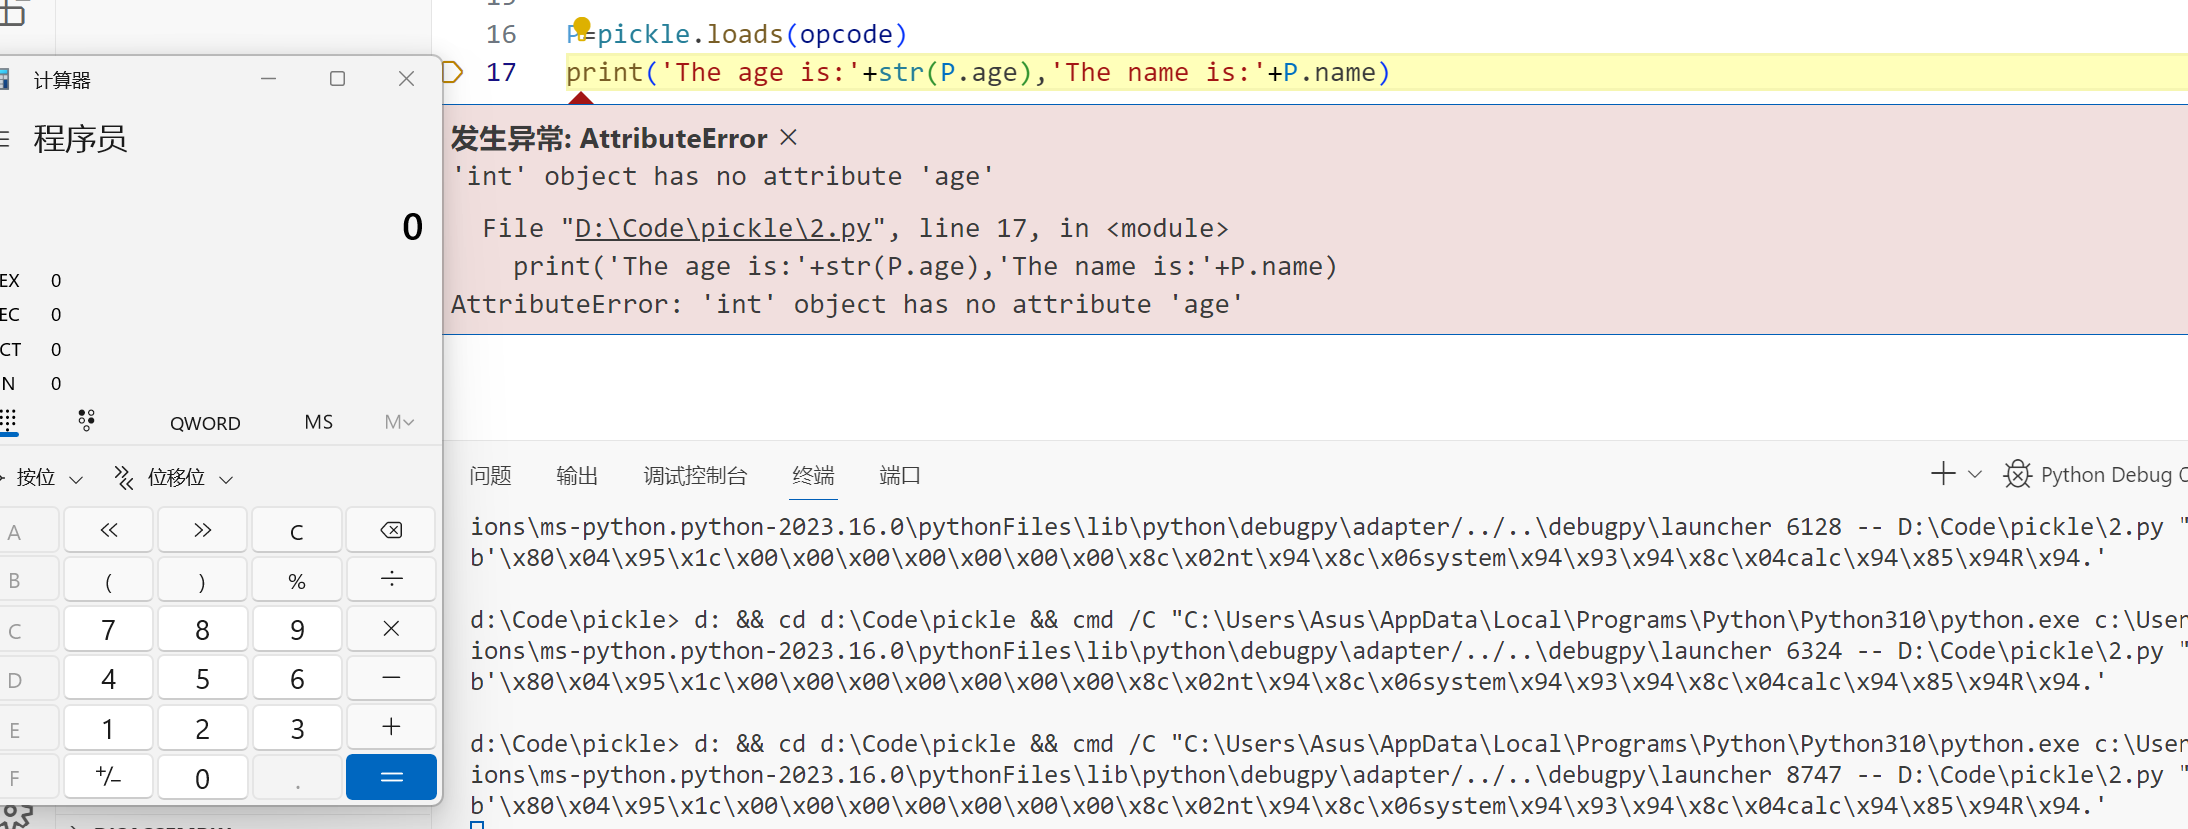 16 P=pickle.loads(opcode)
17 print('The age is:'+str(P.age),'The name is:'+P.name)
发生异常: AttributeError ×
'int' object has no attribute 'age'
File "D:\Code\pickle\2.py", line 17, in <module>
print('The age is:'+str(P.age),'The name is:'+P.name)
AttributeError: 'int' object has no attribute 'age'
计算器
程序员
0
EX 0
EC 0
CT 0
N 0
QWORD MS M
按位 位移位
A « » C
B ( ) % ÷
C 7 8 9 ×
D 4 5 6 −
E 1 2 3 +
F +/− 0 . =
问题 输出 调试控制台 终端 端口
Python Debug C
ions\ms-python.python-2023.16.0\pythonFiles\lib\python\debugpy\adapter/../..\debugpy\launcher 6128 -- D:\Code\pickle\2.py "
b'\x80\x04\x95\x1c\x00\x00\x00\x00\x00\x00\x00\x8c\x02nt\x94\x8c\x06system\x94\x93\x94\x8c\x04calc\x94\x85\x94R\x94.'
d:\Code\pickle> d: && cd d:\Code\pickle && cmd /C "C:\Users\Asus\AppData\Local\Programs\Python\Python310\python.exe c:\User
ions\ms-python.python-2023.16.0\pythonFiles\lib\python\debugpy\adapter/../..\debugpy\launcher 6324 -- D:\Code\pickle\2.py "
b'\x80\x04\x95\x1c\x00\x00\x00\x00\x00\x00\x00\x8c\x02nt\x94\x8c\x06system\x94\x93\x94\x8c\x04calc\x94\x85\x94R\x94.'
d:\Code\pickle> d: && cd d:\Code\pickle && cmd /C "C:\Users\Asus\AppData\Local\Programs\Python\Python310\python.exe c:\User
ions\ms-python.python-2023.16.0\pythonFiles\lib\python\debugpy\adapter/../..\debugpy\launcher 8747 -- D:\Code\pickle\2.py "
b'\x80\x04\x95\x1c\x00\x00\x00\x00\x00\x00\x00\x8c\x02nt\x94\x8c\x06system\x94\x93\x94\x8c\x04calc\x94\x85\x94R\x94.'